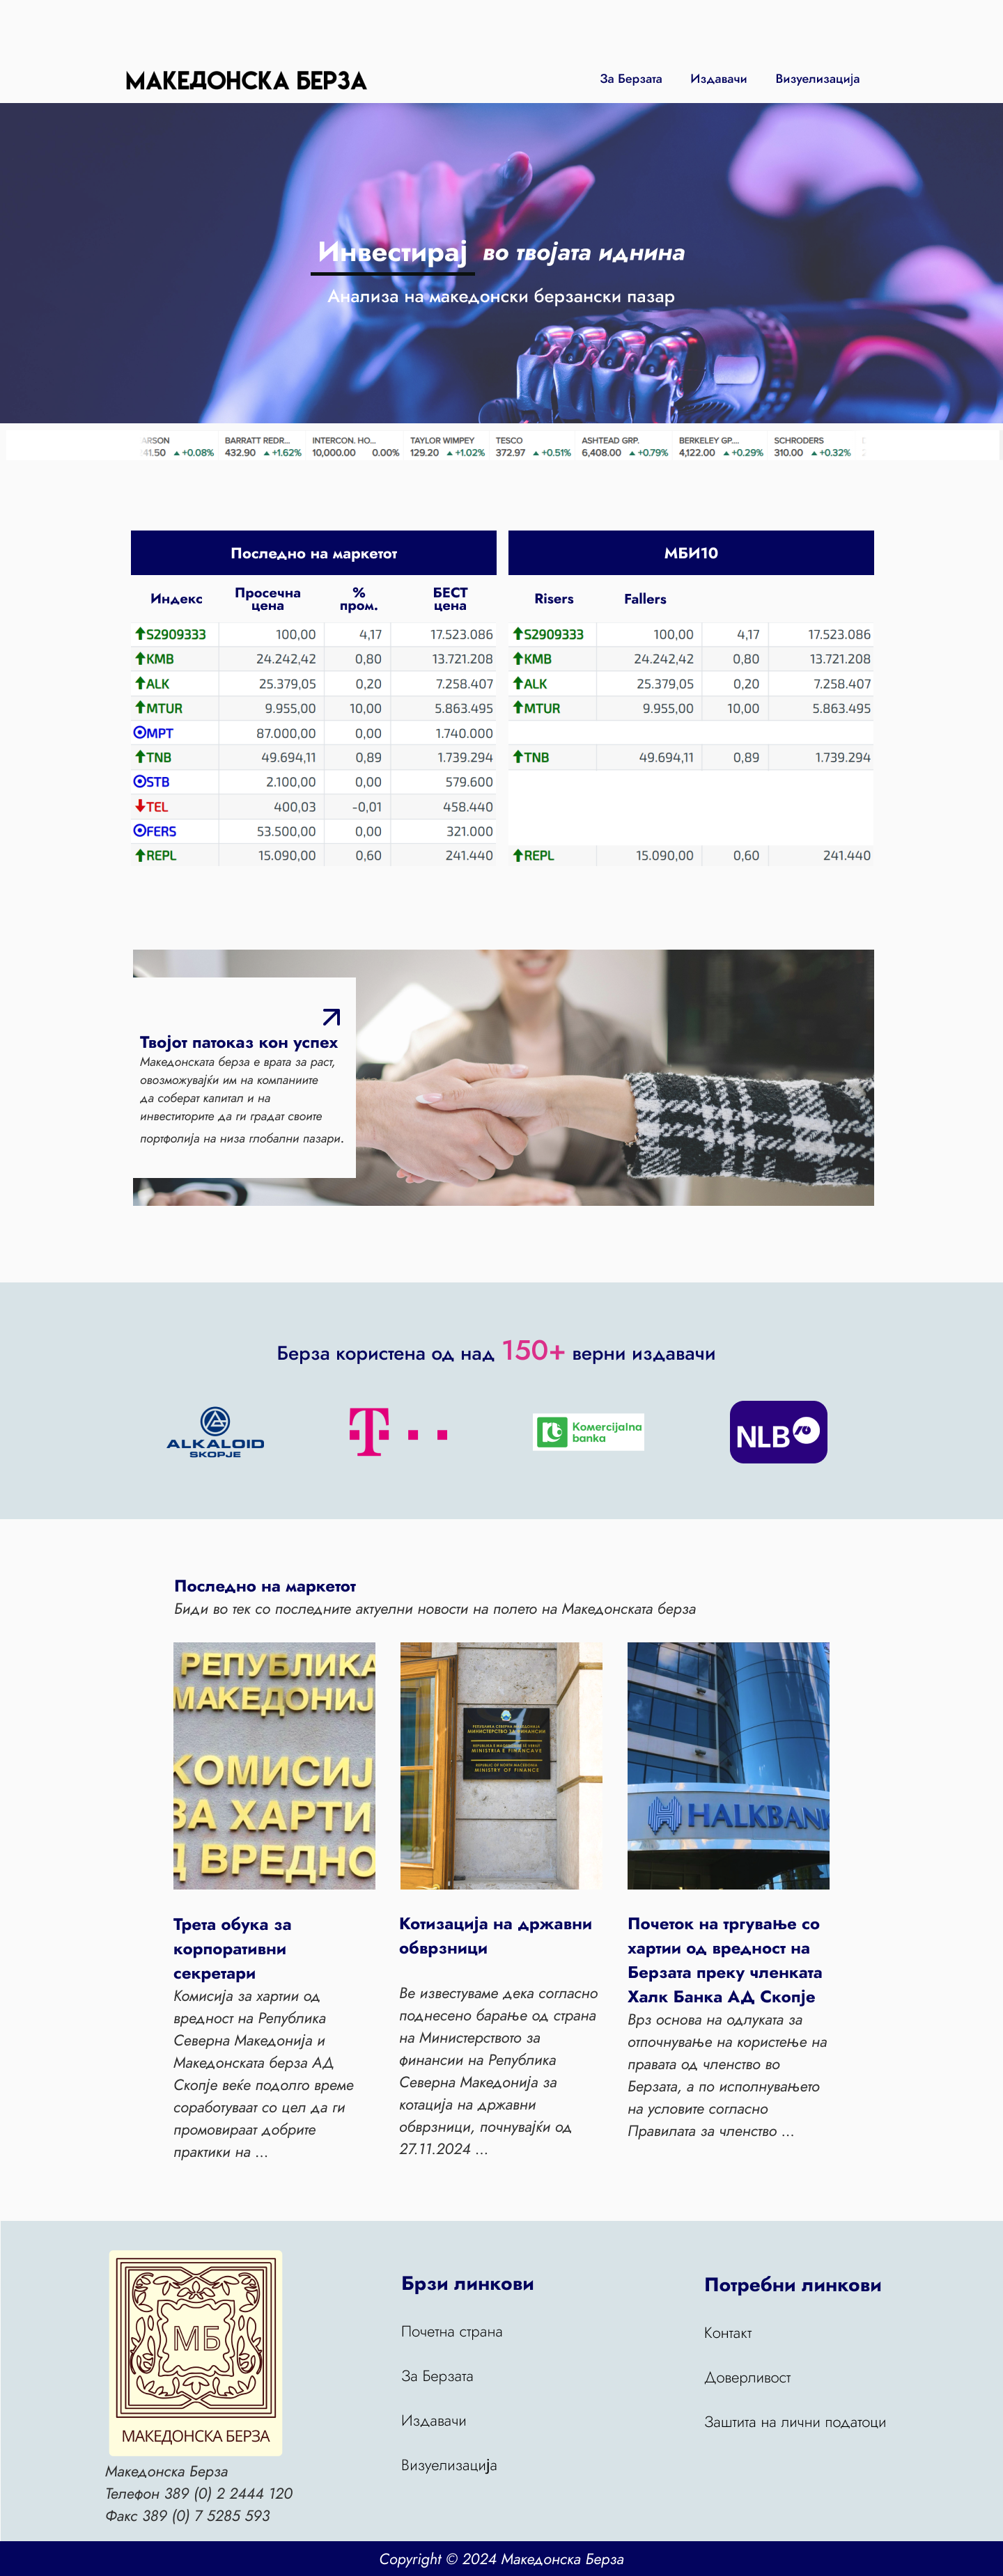 МАКЕДОНСКА БЕРЗА
За Берзата Издавачи Визуелизација
Инвестирај во твојата иднина
Анализа на македонски берзански пазар
ARSON BARRATT REDR... INTERCON. HO... TAYLOR WIMPEY TESCO ASHTEAD GRP. BERKELEY GP.... SCHRODERS
41.50 +0.08% 432.90 +1.62% 10,000.00 0.00% 129.20 +1.02% 372.97 +0.51% 6,408.00 +0.79% 4,122.00 +0.29% 310.00 +0.32%
Последно на маркетот
Индекс Просечна цена % пром. БЕСТ цена
S2909333 100,00 4,17 17.523.086
KMB 24.242,42 0,80 13.721.208
ALK 25.379,05 0,20 7.258.407
MTUR 9.955,00 10,00 5.863.495
MPT 87.000,00 0,00 1.740.000
TNB 49.694,11 0,89 1.739.294
STB 2.100,00 0,00 579.600
TEL 400,03 -0,01 458.440
FERS 53.500,00 0,00 321.000
REPL 15.090,00 0,60 241.440
МБИ10
Risers Fallers
S2909333 100,00 4,17 17.523.086
KMB 24.242,42 0,80 13.721.208
ALK 25.379,05 0,20 7.258.407
MTUR 9.955,00 10,00 5.863.495
TNB 49.694,11 0,89 1.739.294
REPL 15.090,00 0,60 241.440
Твојот патоказ кон успех
Македонската берза е врата за раст,
овозможувајќи им на компаниите
да соберат капитал и на
инвеститорите да ги градат своите
портфолија на низа глобални пазари.
Берза користена од над 150+ верни издавачи
ALKALOID
SKOPJE
T
Komercijalna
banka
NLB
Последно на маркетот
Биди во тек со последните актуелни новости на полето на Македонската берза
РЕПУБЛИКА
МАКЕДОНИЈ
КОМИСИЈ
ЗА ХАРТИ
Д ВРЕДНО
РЕПУБЛИКА СЕВЕРНА МАКЕДОНИЈА
МИНИСТЕРСТВО ЗА ФИНАНСИИ
REPUBLIKA E MAQEDONISË SË VERIUT
MINISTRIA E FINANCAVE
REPUBLIC OF NORTH MACEDONIA
MINISTRY OF FINANCE
HALKBANK
Трета обука за
корпоративни
секретари
Комисија за хартии од
вредност на Република
Северна Македонија и
Македонската берза АД
Скопје веќе подолго време
соработуваат со цел да ги
промовираат добрите
практики на ...
Котизација на државни
обврзници
Ве известуваме дека согласно
поднесено барање од страна
на Министерството за
финансии на Република
Северна Македонија за
котација на државни
обврзници, почнувајќи од
27.11.2024 ...
Почеток на тргување со
хартии од вредност на
Берзата преку членката
Халк Банка АД Скопје
Врз основа на одлуката за
отпочнување на користење на
правата од членство во
Берзата, а по исполнувањето
на условите согласно
Правилата за членство ...
МБ
МАКЕДОНСКА БЕРЗА
Македонска Берза
Телефон 389 (0) 2 2444 120
Факс 389 (0) 7 5285 593
Брзи линкови
Почетна страна
За Берзата
Издавачи
Визуелизација
Потребни линкови
Контакт
Доверливост
Заштита на лични податоци
Copyright © 2024 Македонска Берза